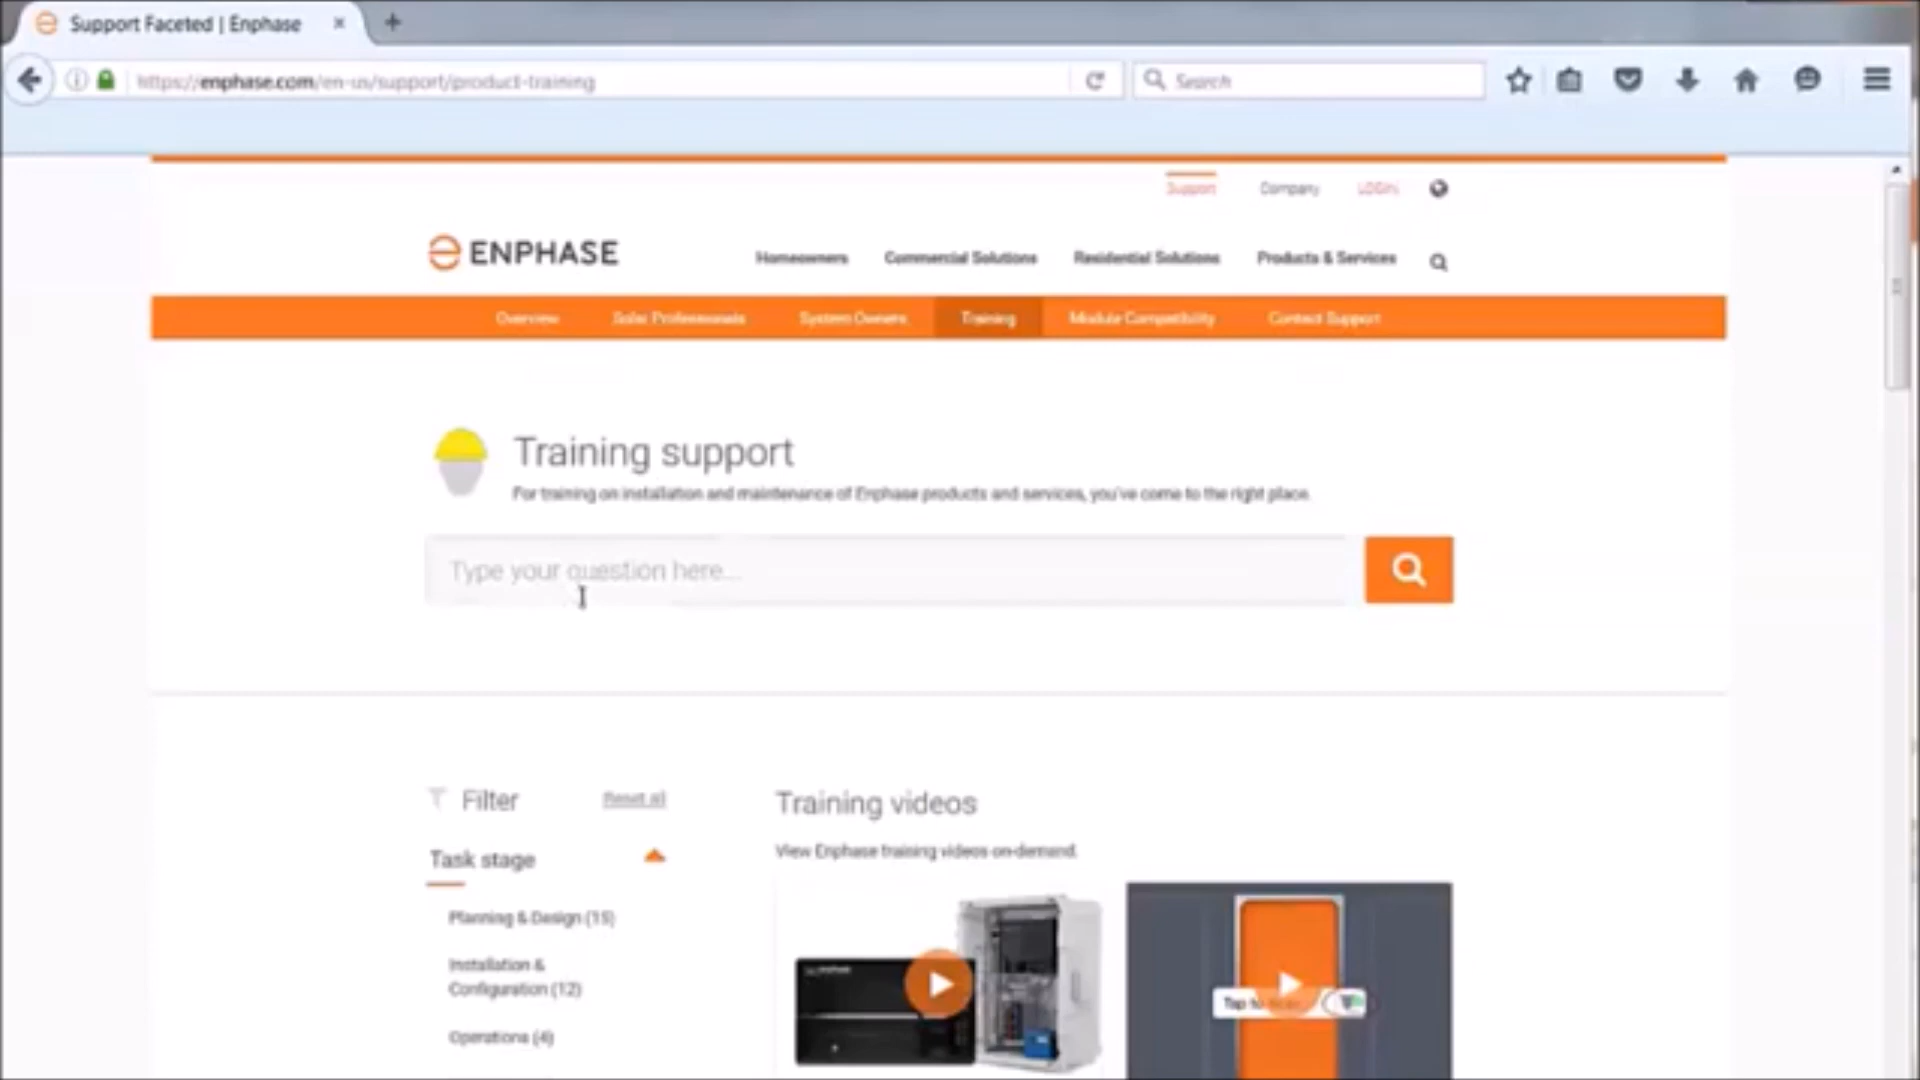 Support Faceted | Enphase
https://enphase.com/en-us/support/product-training
Search
Support Company LOGIN
ENPHASE
Homeowners Commercial Solutions Residential Solutions Products & Services
Overview Solar Professionals System Owners Training Module Compatibility Contact Support
Training support
For training on installation and maintenance of Enphase products and services, you've come to the right place.
Type your question here...
Filter Reset all
Training videos
View Enphase training videos on-demand.
Task stage
Planning & Design (15)
Installation &
Configuration (12)
Operations (4)
Tap to